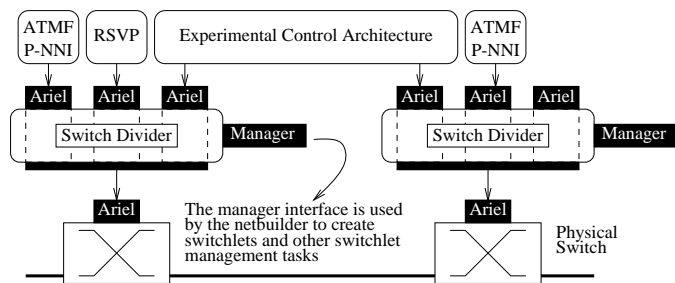 ATMF
P-NNI
RSVP
Experimental Control Architecture
ATMF
P-NNI
Ariel
Ariel
Ariel
Ariel
Ariel
Ariel
Switch Divider
Manager
Switch Divider
Manager
Ariel
The manager interface is used
by the netbuilder to create
switchlets and other switchlet
management tasks
Ariel
Physical
Switch